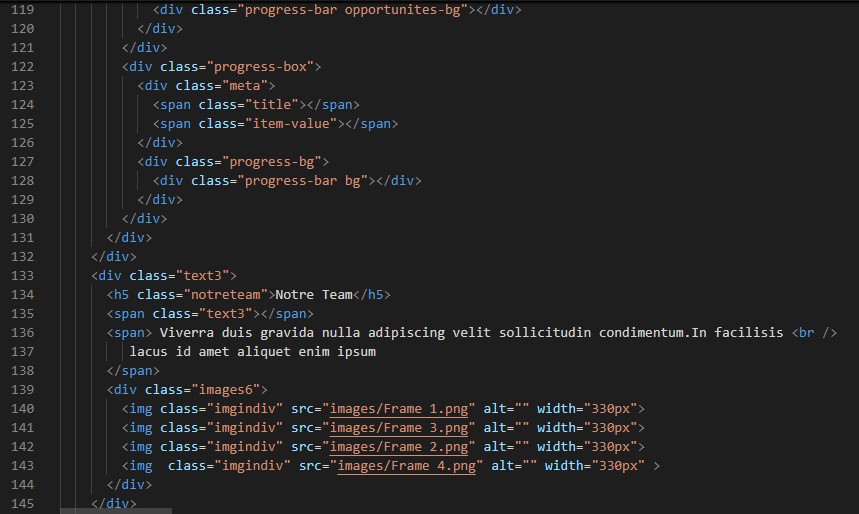 119 <div class="progress-bar opportunites-bg"></div>
120 </div>
121 </div>
122 <div class="progress-box">
123 <div class="meta">
124 <span class="title"></span>
125 <span class="item-value"></span>
126 </div>
127 <div class="progress-bg">
128 <div class="progress-bar bg"></div>
129 </div>
130 </div>
131 </div>
132 </div>
133 <div class="text3">
134 <h5 class="notreteam">Notre Team</h5>
135 <span class="text3"></span>
136 <span> Viverra duis gravida nulla adipiscing velit sollicitudin condimentum.In facilisis <br />
137 lacus id amet aliquet enim ipsum
138 </span>
139 <div class="images6">
140 <img class="imgindiv" src="images/Frame 1.png" alt="" width="330px">
141 <img class="imgindiv" src="images/Frame 3.png" alt="" width="330px">
142 <img class="imgindiv" src="images/Frame 2.png" alt="" width="330px">
143 <img  class="imgindiv" src="images/Frame 4.png" alt="" width="330px" >
144 </div>
145 </div>